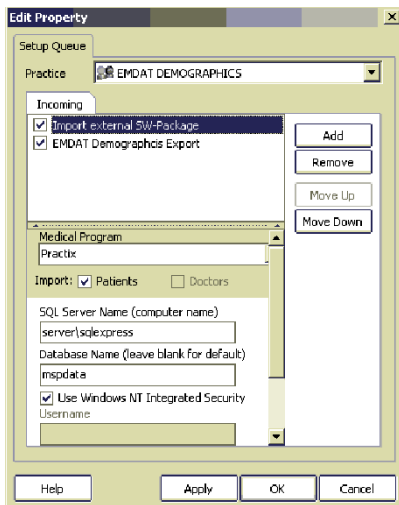 Edit Property
Setup Queue
Practice EMDAT DEMOGRAPHICS
Incoming
Import external SW-Package
EMDAT Demographcis Export
Add
Remove
Move Up
Move Down
Medical Program
Practix
Import: Patients Doctors
SQL Server Name (computer name)
server\sqlexpress
Database Name (leave blank for default)
mspdata
Use Windows NT Integrated Security
Username
Help Apply OK Cancel